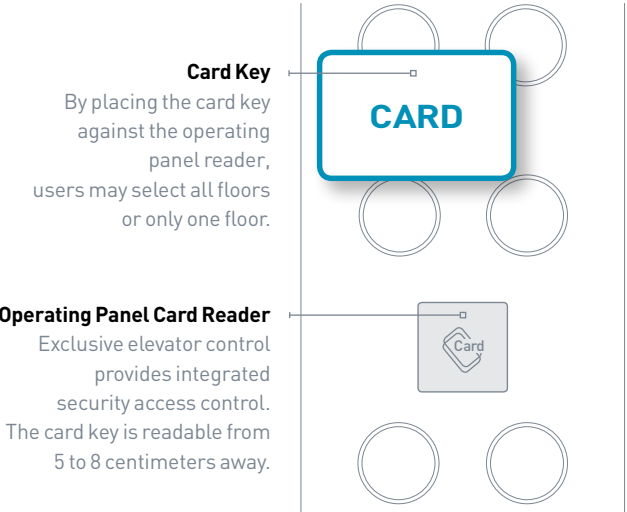 Card Key
By placing the card key
against the operating
panel reader,
users may select all floors
or only one floor.
CARD
Operating Panel Card Reader
Exclusive elevator control
provides integrated
security access control.
The card key is readable from
5 to 8 centimeters away.
Card